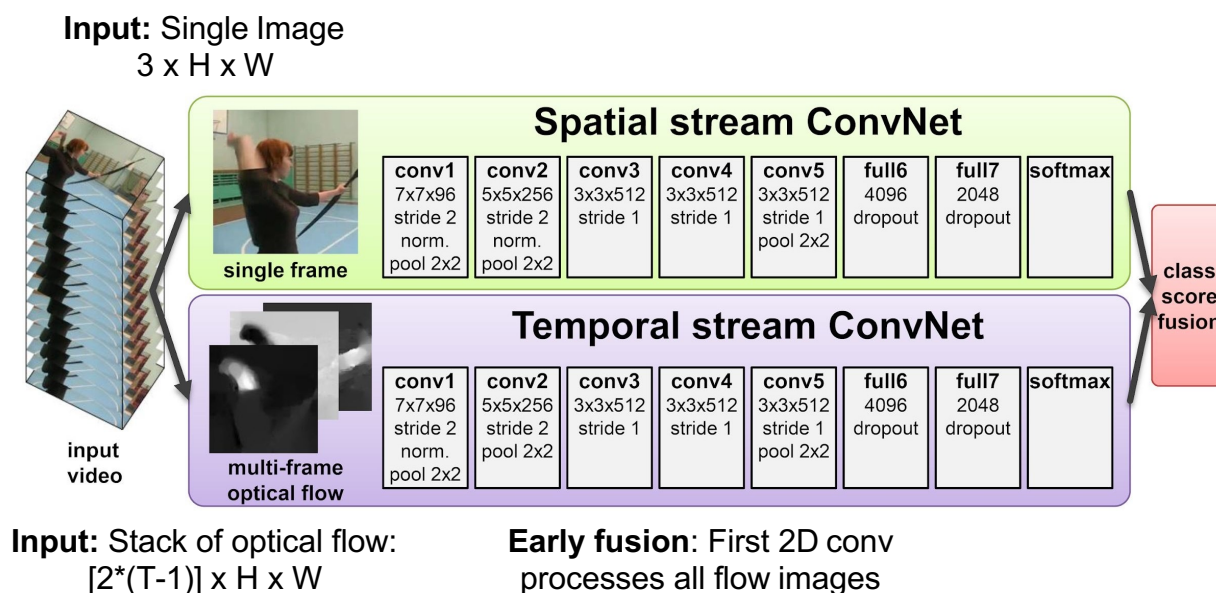 Input: Single Image
3 x H x W
Spatial stream ConvNet
single frame
conv1
7x7x96
stride 2
norm.
pool 2x2
conv2
5x5x256
stride 2
norm.
pool 2x2
conv3
3x3x512
stride 1
conv4
3x3x512
stride 1
conv5
3x3x512
stride 1
pool 2x2
full6
4096
dropout
full7
2048
dropout
softmax
Temporal stream ConvNet
input
video
multi-frame
optical flow
conv1
7x7x96
stride 2
norm.
pool 2x2
conv2
5x5x256
stride 2
pool 2x2
conv3
3x3x512
stride 1
conv4
3x3x512
stride 1
conv5
3x3x512
stride 1
pool 2x2
full6
4096
dropout
full7
2048
dropout
softmax
class
score
fusion
Input: Stack of optical flow:
[2*(T-1)] x H x W
Early fusion: First 2D conv
processes all flow images